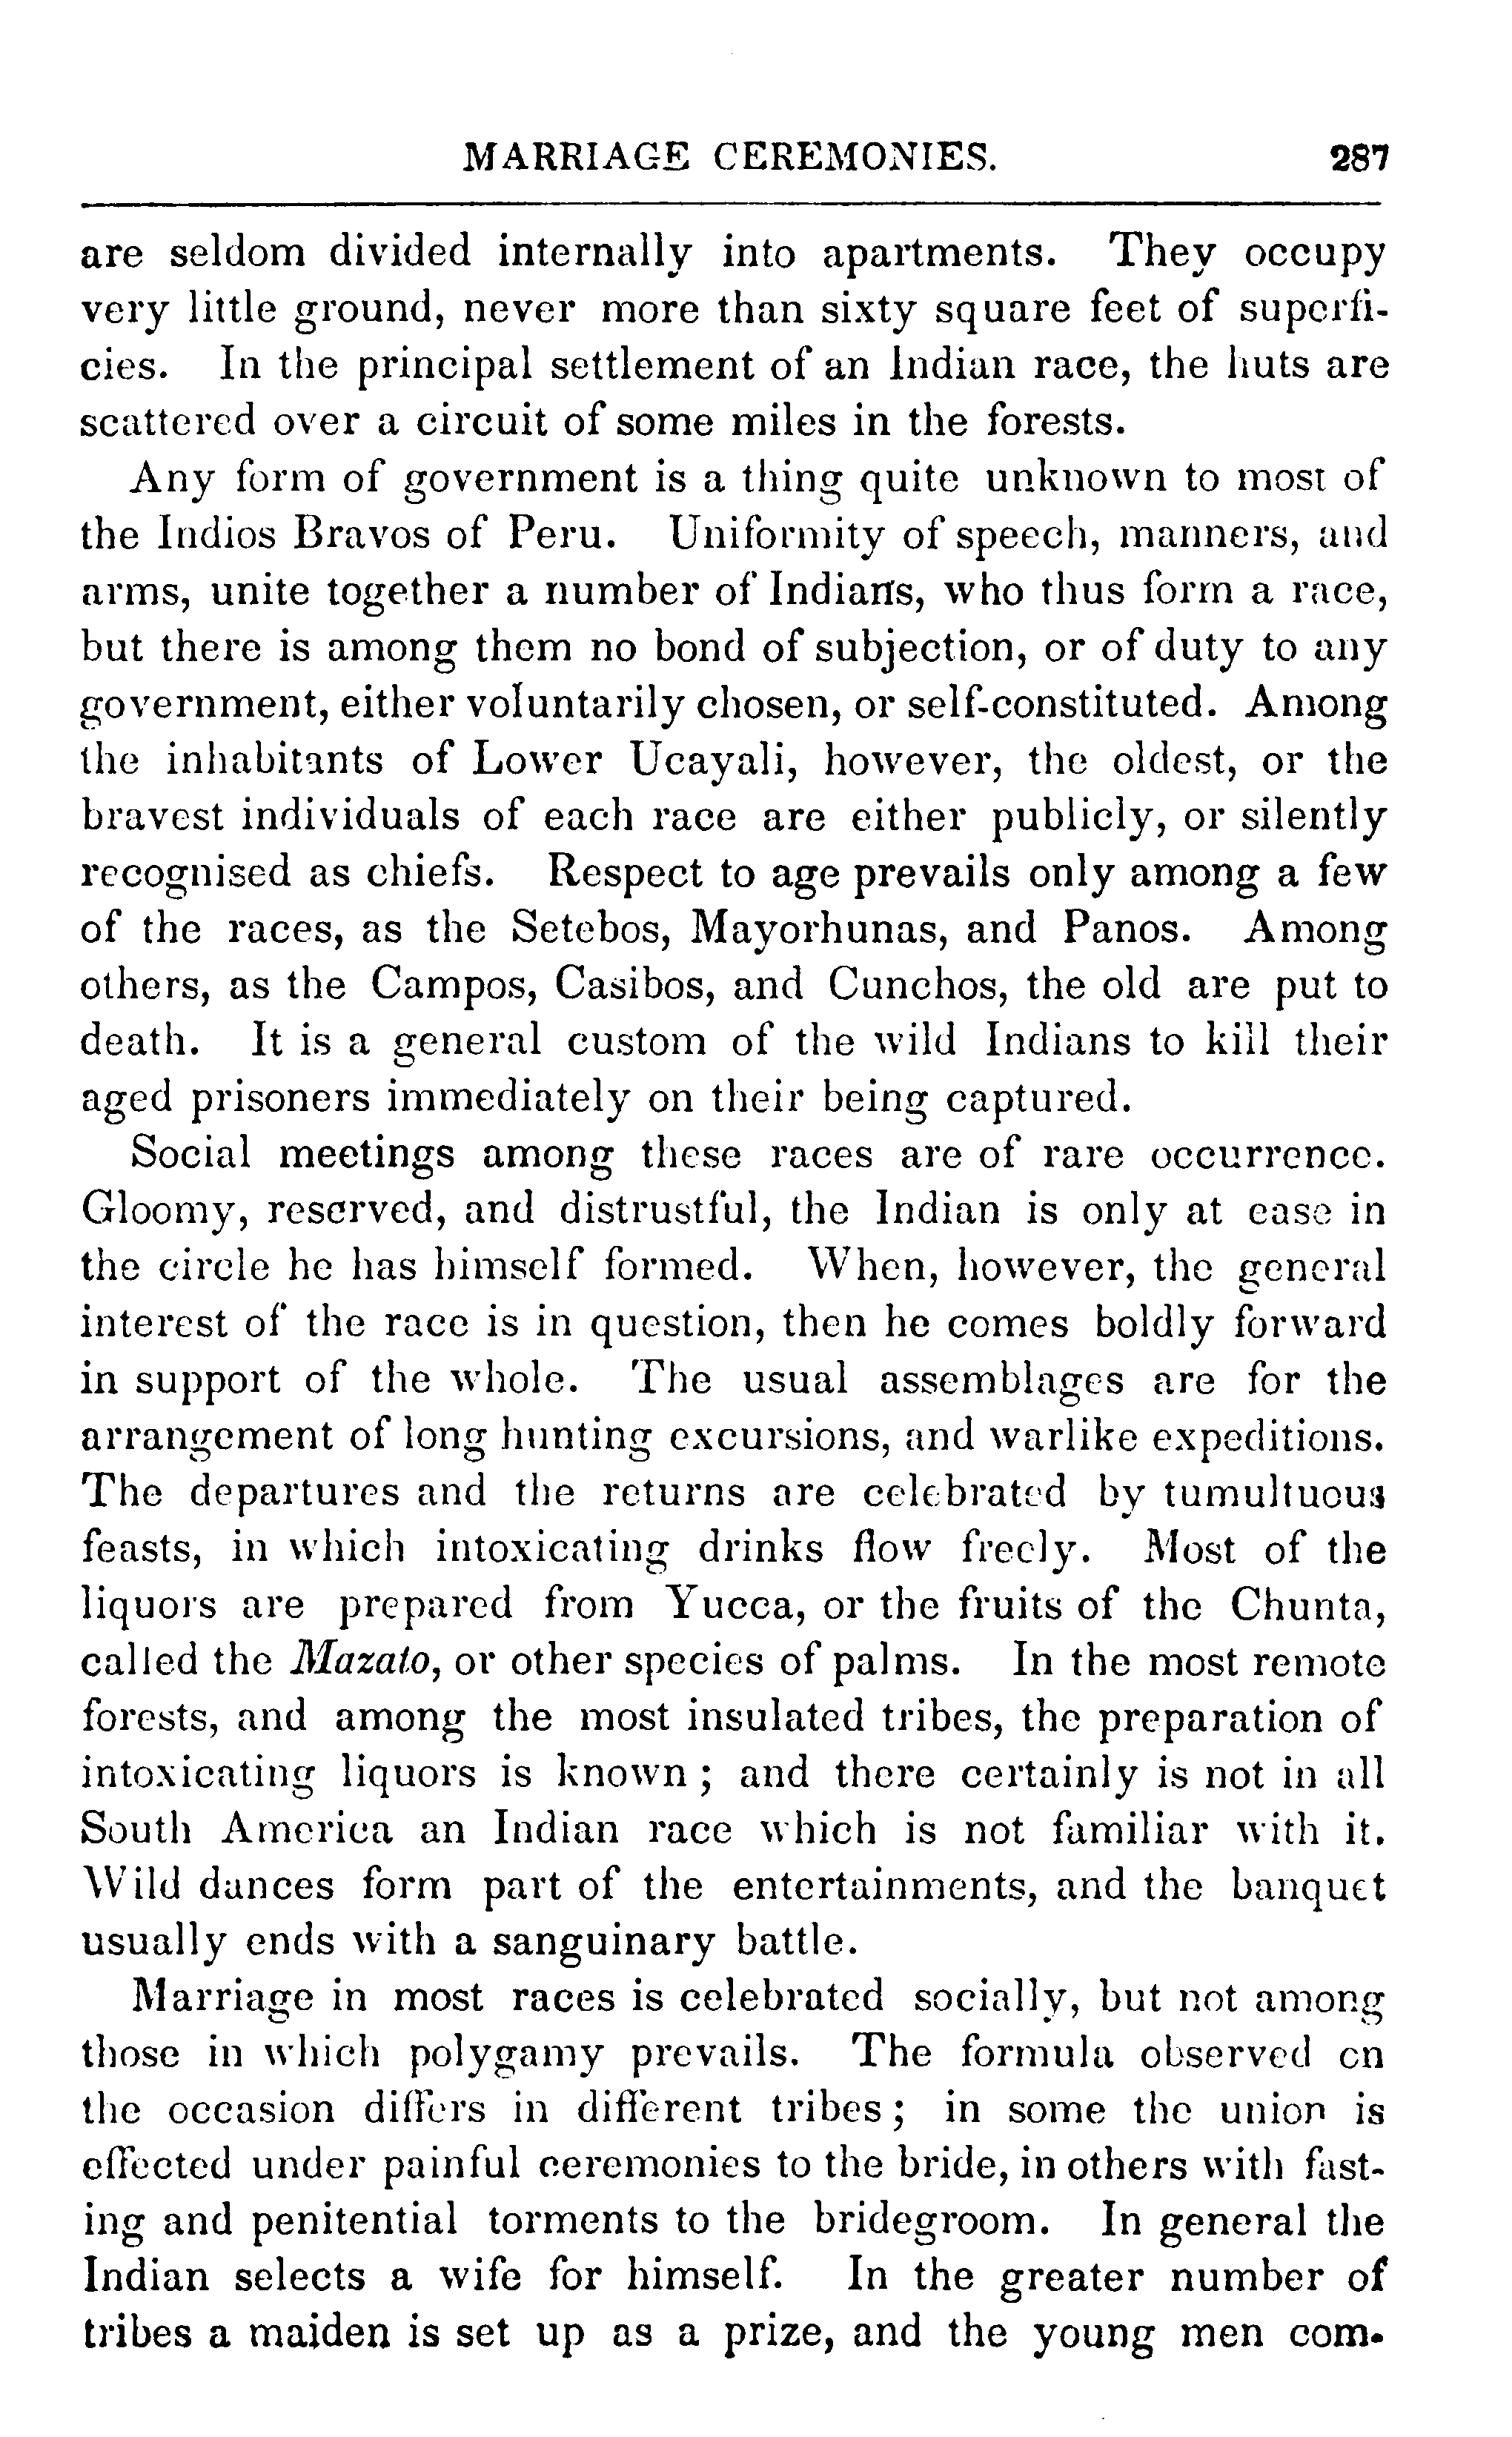 MARRIAGE CEREMONIES. 287
are seldom divided internally into apartments. They occupy
very little ground, never more than sixty square feet of superfi-
cies. In the principal settlement of an Indian race, the huts are
scattered over a circuit of some miles in the forests.
Any form of government is a thing quite unknown to most of
the Indios Bravos of Peru. Uniformity of speech, manners, and
arms, unite together a number of Indians, who thus form a race,
but there is among them no bond of subjection, or of duty to any
government, either voluntarily chosen, or self-constituted. Among
the inhabitants of Lower Ucayali, however, the oldest, or the
bravest individuals of each race are either publicly, or silently
recognised as chiefs. Respect to age prevails only among a few
of the races, as the Setebos, Mayorhunas, and Panos. Among
others, as the Campos, Casibos, and Cunchos, the old are put to
death. It is a general custom of the wild Indians to kill their
aged prisoners immediately on their being captured.
Social meetings among these races are of rare occurrence.
Gloomy, reserved, and distrustful, the Indian is only at ease in
the circle he has himself formed. When, however, the general
interest of the race is in question, then he comes boldly forward
in support of the whole. The usual assemblages are for the
arrangement of long hunting excursions, and warlike expeditions.
The departures and the returns are celebrated by tumultuous
feasts, in which intoxicating drinks flow freely. Most of the
liquors are prepared from Yucca, or the fruits of the Chunta,
called the Mazato, or other species of palms. In the most remote
forests, and among the most insulated tribes, the preparation of
intoxicating liquors is known; and there certainly is not in all
South America an Indian race which is not familiar with it.
Wild dances form part of the entertainments, and the banquet
usually ends with a sanguinary battle.
Marriage in most races is celebrated socially, but not among
those in which polygamy prevails. The formula observed on
the occasion differs in different tribes; in some the union is
effected under painful ceremonies to the bride, in others with fast-
ing and penitential torments to the bridegroom. In general the
Indian selects a wife for himself. In the greater number of
tribes a maiden is set up as a prize, and the young men com-